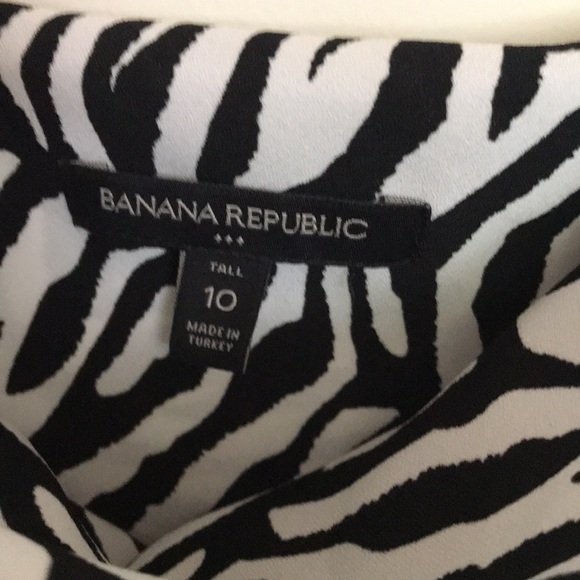 BANANA REPUBLIC
TALL
10
MADE IN
TURKEY